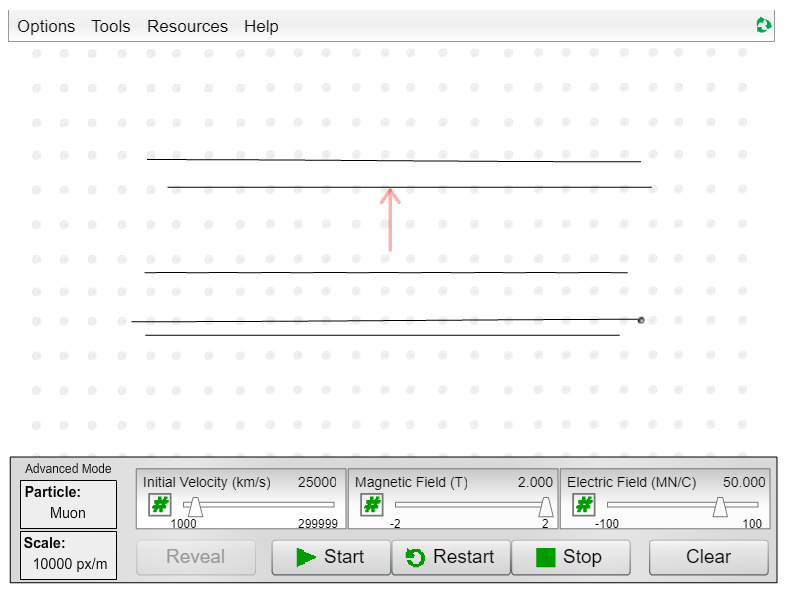 Options Tools Resources Help
Advanced Mode
Particle:
Muon
Scale:
10000 px/m
Initial Velocity (km/s) 25000
#
1000 299999
Magnetic Field (T) 2.000
#
-2 2
Electric Field (MN/C) 50.000
#
-100 100
Reveal Start Restart Stop Clear